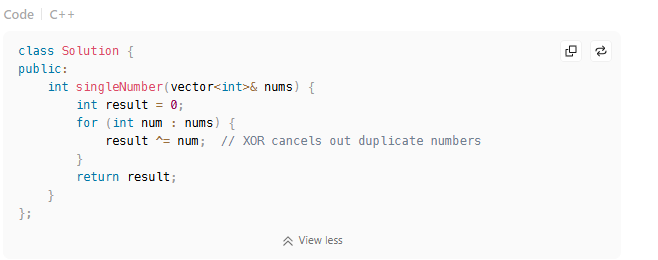 Code | C++
class Solution {
public:
    int singleNumber(vector<int>& nums) {
        int result = 0;
        for (int num : nums) {
            result ^= num;  // XOR cancels out duplicate numbers
        }
        return result;
    }
};
View less